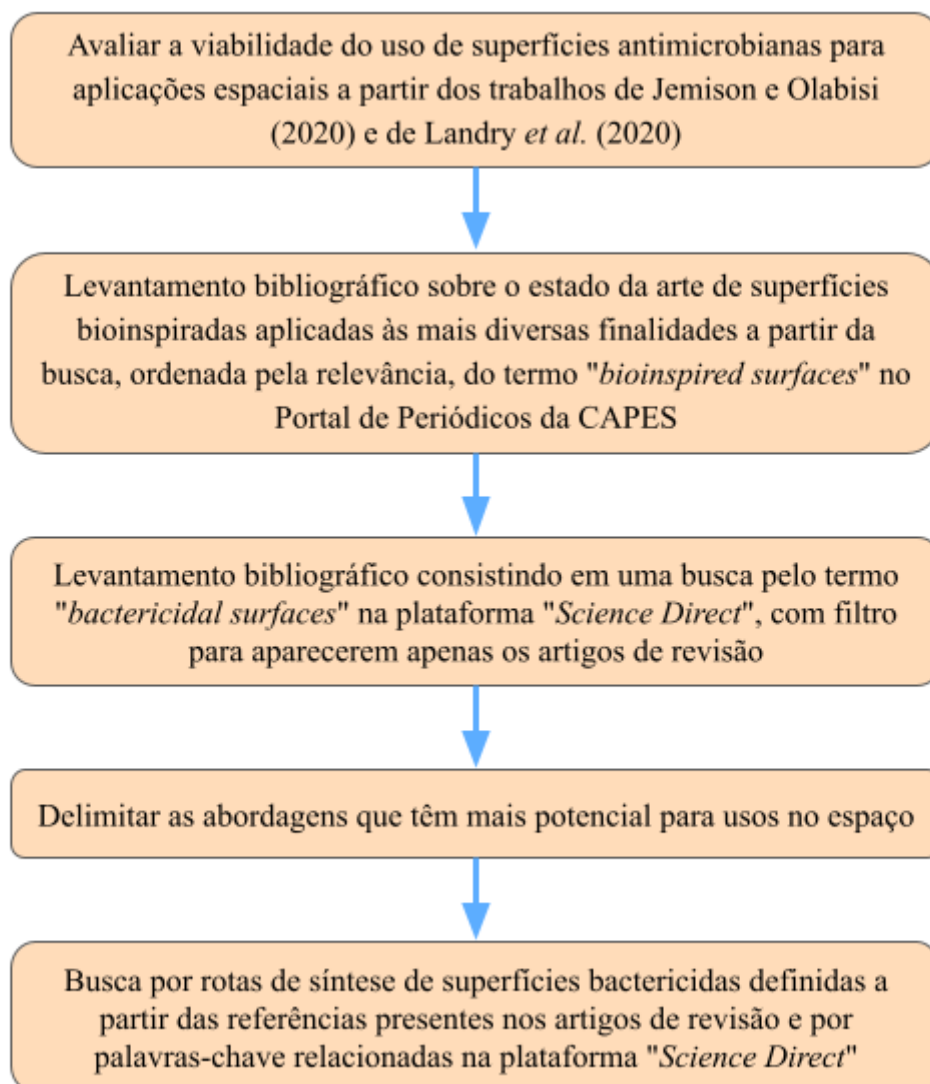 Avaliar a viabilidade do uso de superfícies antimicrobianas para
aplicações espaciais a partir dos trabalhos de Jemison e Olabisi
(2020) e de Landry et al. (2020)
Levantamento bibliográfico sobre o estado da arte de superfícies
bioinspiradas aplicadas às mais diversas finalidades a partir da
busca, ordenada pela relevância, do termo "bioinspired surfaces" no
Portal de Periódicos da CAPES
Levantamento bibliográfico consistindo em uma busca pelo termo
"bactericidal surfaces" na plataforma "Science Direct", com filtro
para aparecerem apenas os artigos de revisão
Delimitar as abordagens que têm mais potencial para usos no espaço
Busca por rotas de síntese de superfícies bactericidas definidas a
partir das referências presentes nos artigos de revisão e por
palavras-chave relacionadas na plataforma "Science Direct"